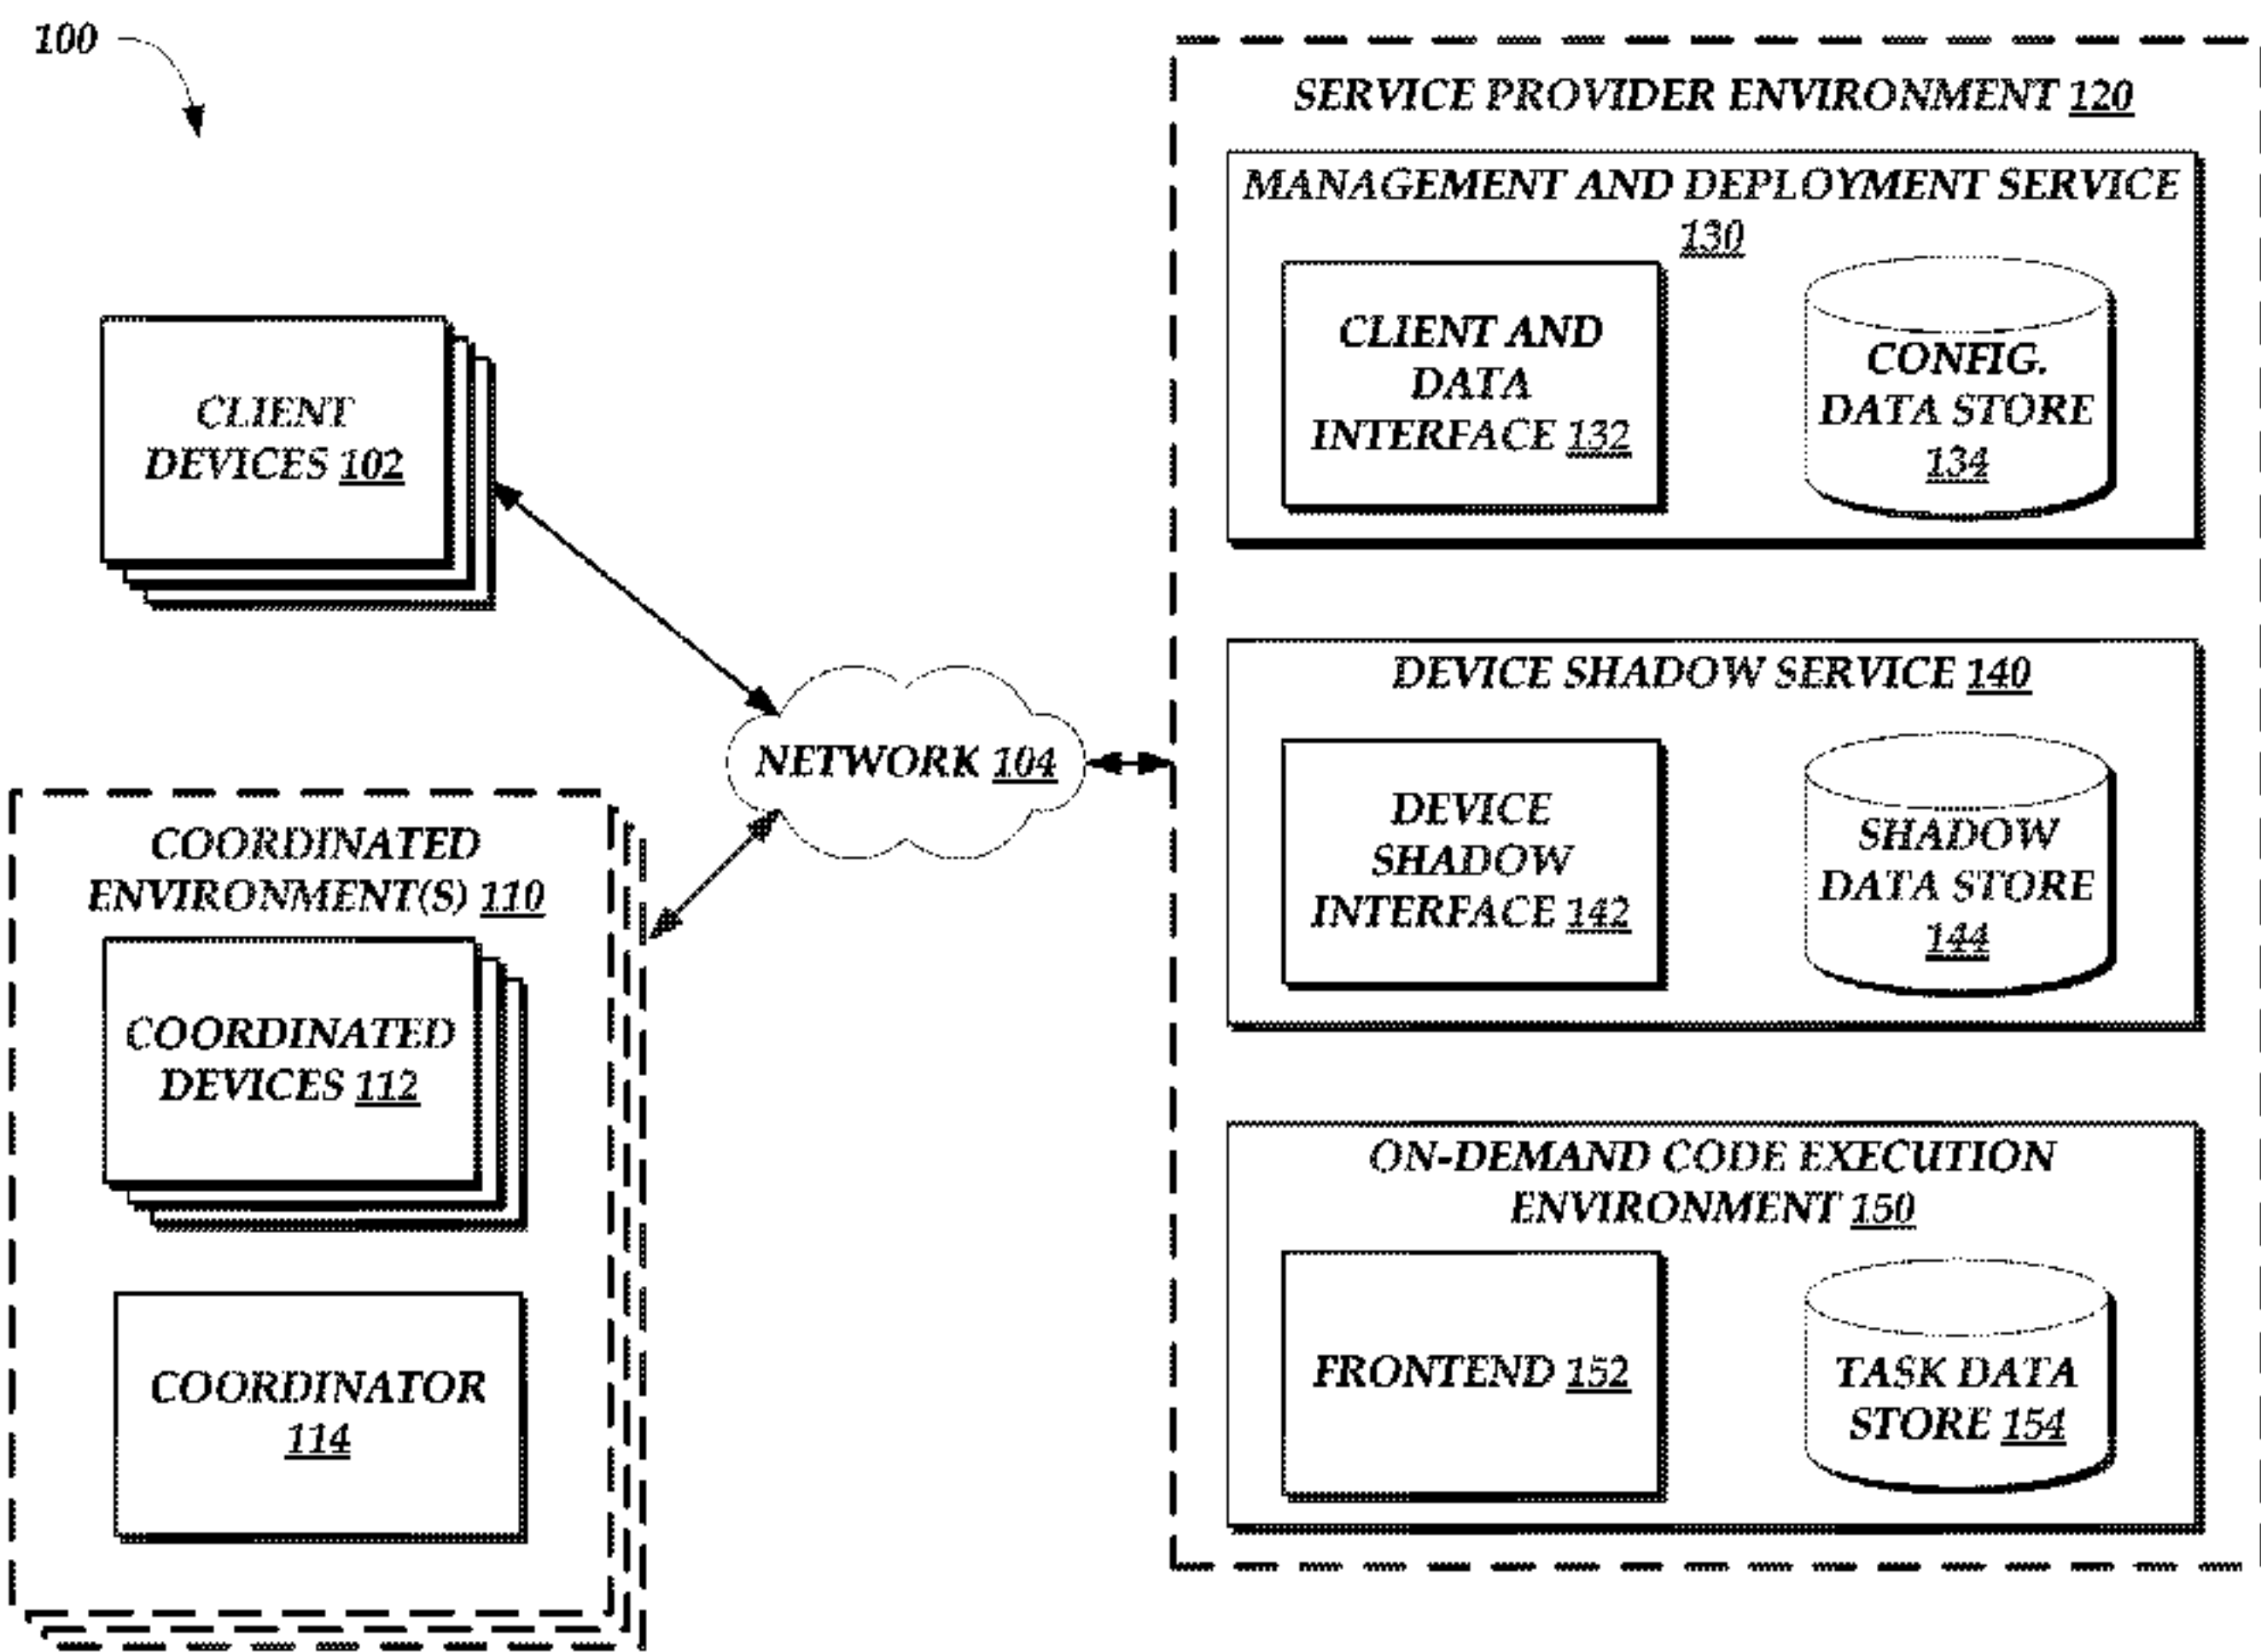 100
CLIENT
DEVICES 102
NETWORK 104
COORDINATED
ENVIRONMENT(S) 110
COORDINATED
DEVICES 112
COORDINATOR
114
SERVICE PROVIDER ENVIRONMENT 120
MANAGEMENT AND DEPLOYMENT SERVICE
130
CLIENT AND
DATA
INTERFACE 132
CONFIG.
DATA STORE
134
DEVICE SHADOW SERVICE 140
DEVICE
SHADOW
INTERFACE 142
SHADOW
DATA STORE
144
ON-DEMAND CODE EXECUTION
ENVIRONMENT 150
FRONTEND 152
TASK DATA
STORE 154